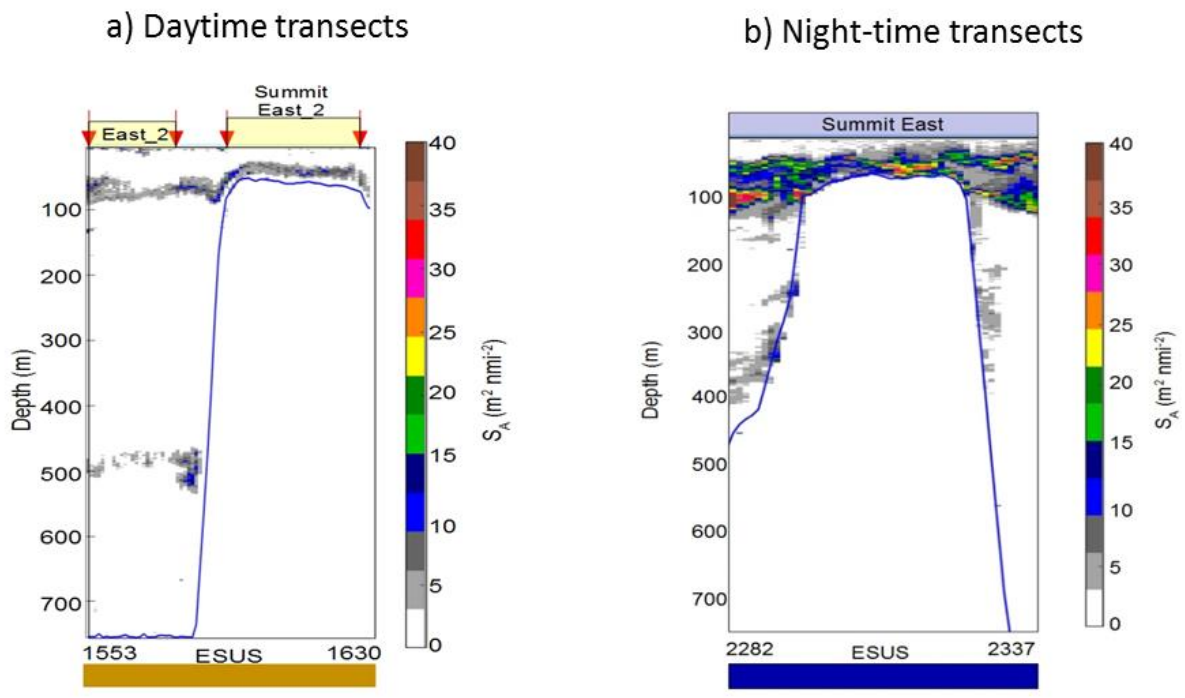 a) Daytime transects
Summit
East_2
East_2
100
200
300
400
500
600
700
Depth (m)
1553 ESUS 1630
40
35
30
25
20
15
10
5
0
S_A (m² nmi⁻²)
b) Night-time transects
Summit East
100
200
300
400
500
600
700
Depth (m)
2282 ESUS 2337
40
35
30
25
20
15
10
5
0
S_A (m² nmi⁻²)